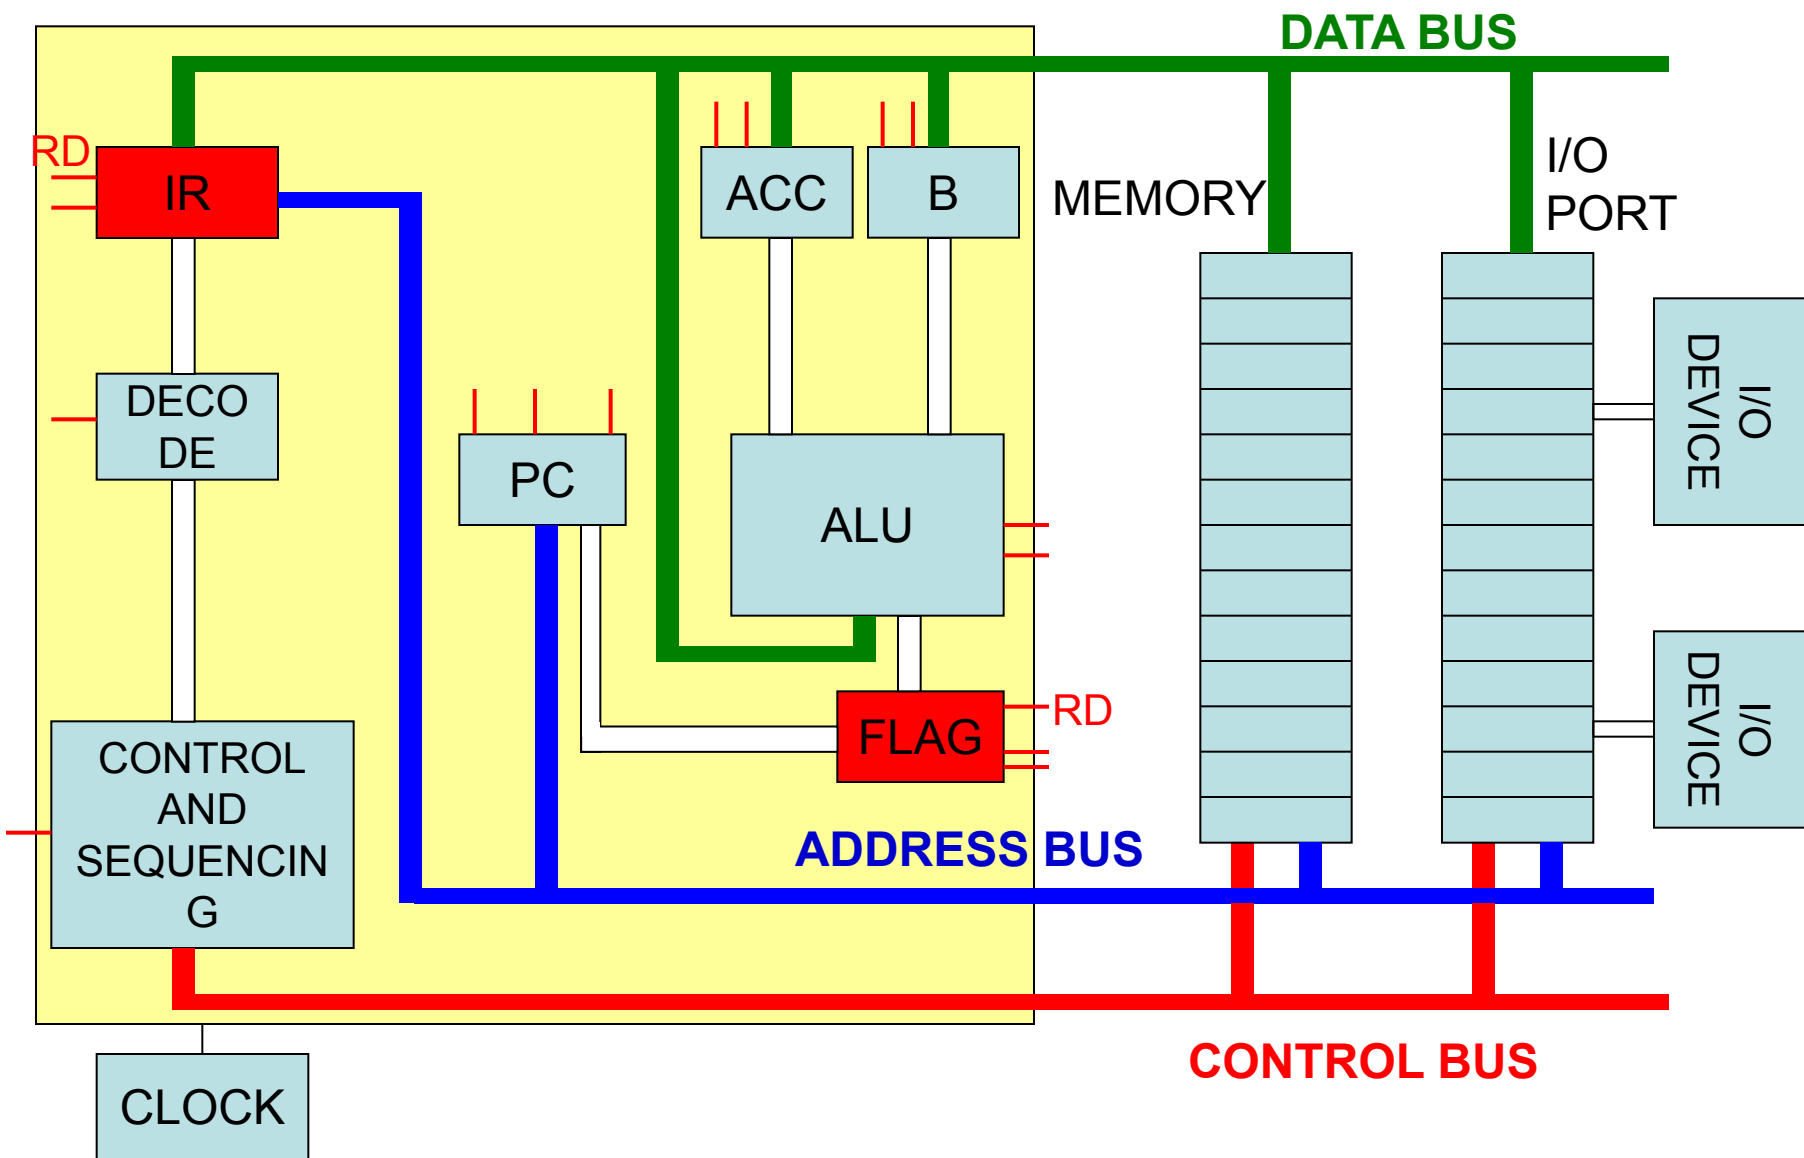 DATA BUS
RD
IR
ACC
B
MEMORY
I/O
PORT
DECO
DE
PC
ALU
I/O
DEVICE
FLAG
RD
I/O
DEVICE
CONTROL
AND
SEQUENCIN
G
ADDRESS BUS
CONTROL BUS
CLOCK